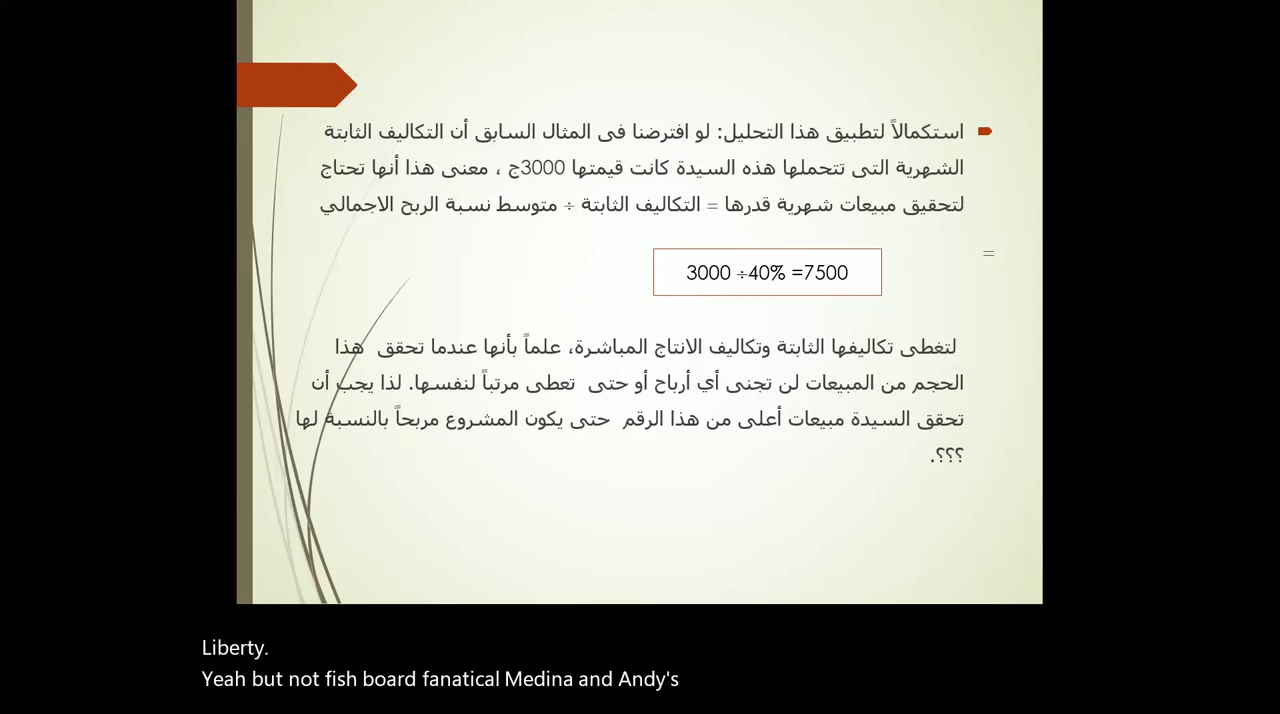 استكمالاً لتطبيق هذا التحليل: لو افترضنا فى المثال السابق أن التكاليف الثابتة
الشهرية التى تتحملها هذه السيدة كانت قيمتها 3000ج ، معنى هذا أنها تحتاج
لتحقيق مبيعات شهرية قدرها = التكاليف الثابتة ÷ متوسط نسبة الربح الاجمالي
=
3000 ÷40% =7500
لتغطى تكاليفها الثابتة وتكاليف الانتاج المباشرة، علماً بأنها عندما تحقق هذا
الحجم من المبيعات لن تجنى أي أرباح أو حتى تعطى مرتباً لنفسها. لذا يجب أن
تحقق السيدة مبيعات أعلى من هذا الرقم حتى يكون المشروع مربحاً بالنسبة لها
؟؟؟.
Liberty.
Yeah but not fish board fanatical Medina and Andy's